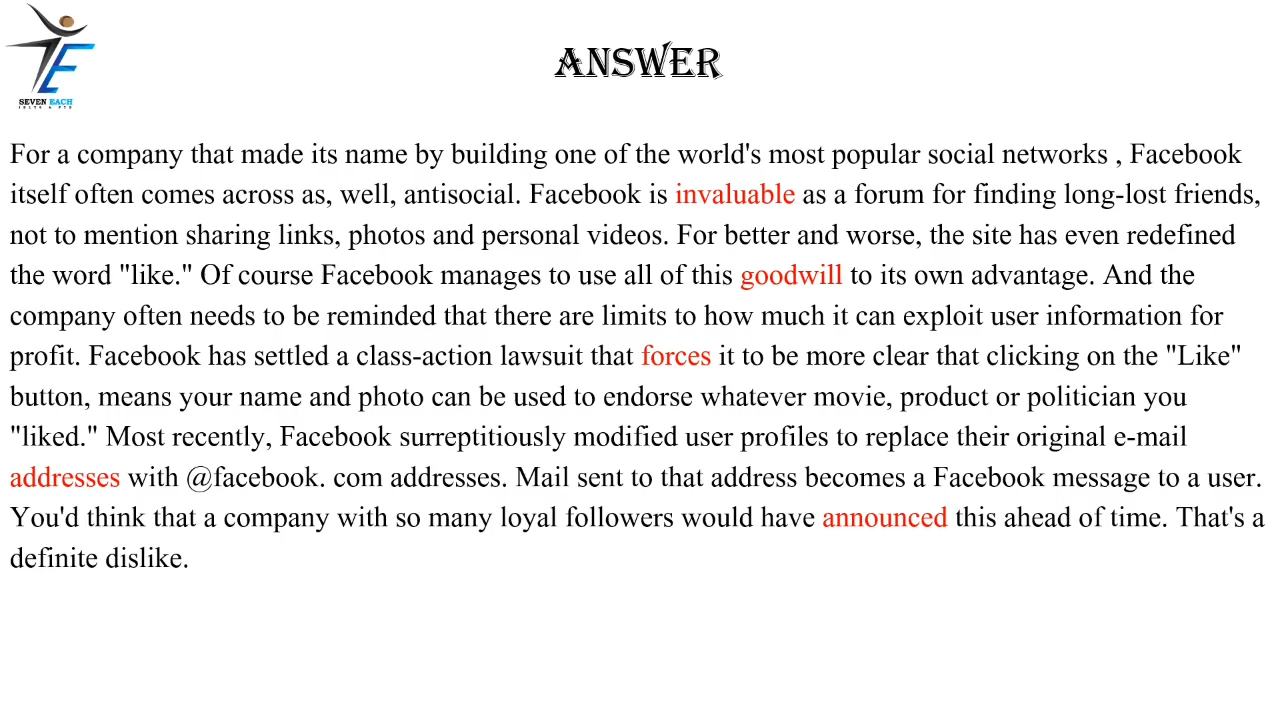 ANSWER
SEVEN EACH
IELTS & PTE
For a company that made its name by building one of the world's most popular social networks , Facebook
itself often comes across as, well, antisocial. Facebook is invaluable as a forum for finding long-lost friends,
not to mention sharing links, photos and personal videos. For better and worse, the site has even redefined
the word "like." Of course Facebook manages to use all of this goodwill to its own advantage. And the
company often needs to be reminded that there are limits to how much it can exploit user information for
profit. Facebook has settled a class-action lawsuit that forces it to be more clear that clicking on the "Like"
button, means your name and photo can be used to endorse whatever movie, product or politician you
"liked." Most recently, Facebook surreptitiously modified user profiles to replace their original e-mail
addresses with @facebook. com addresses. Mail sent to that address becomes a Facebook message to a user.
You'd think that a company with so many loyal followers would have announced this ahead of time. That's a
definite dislike.